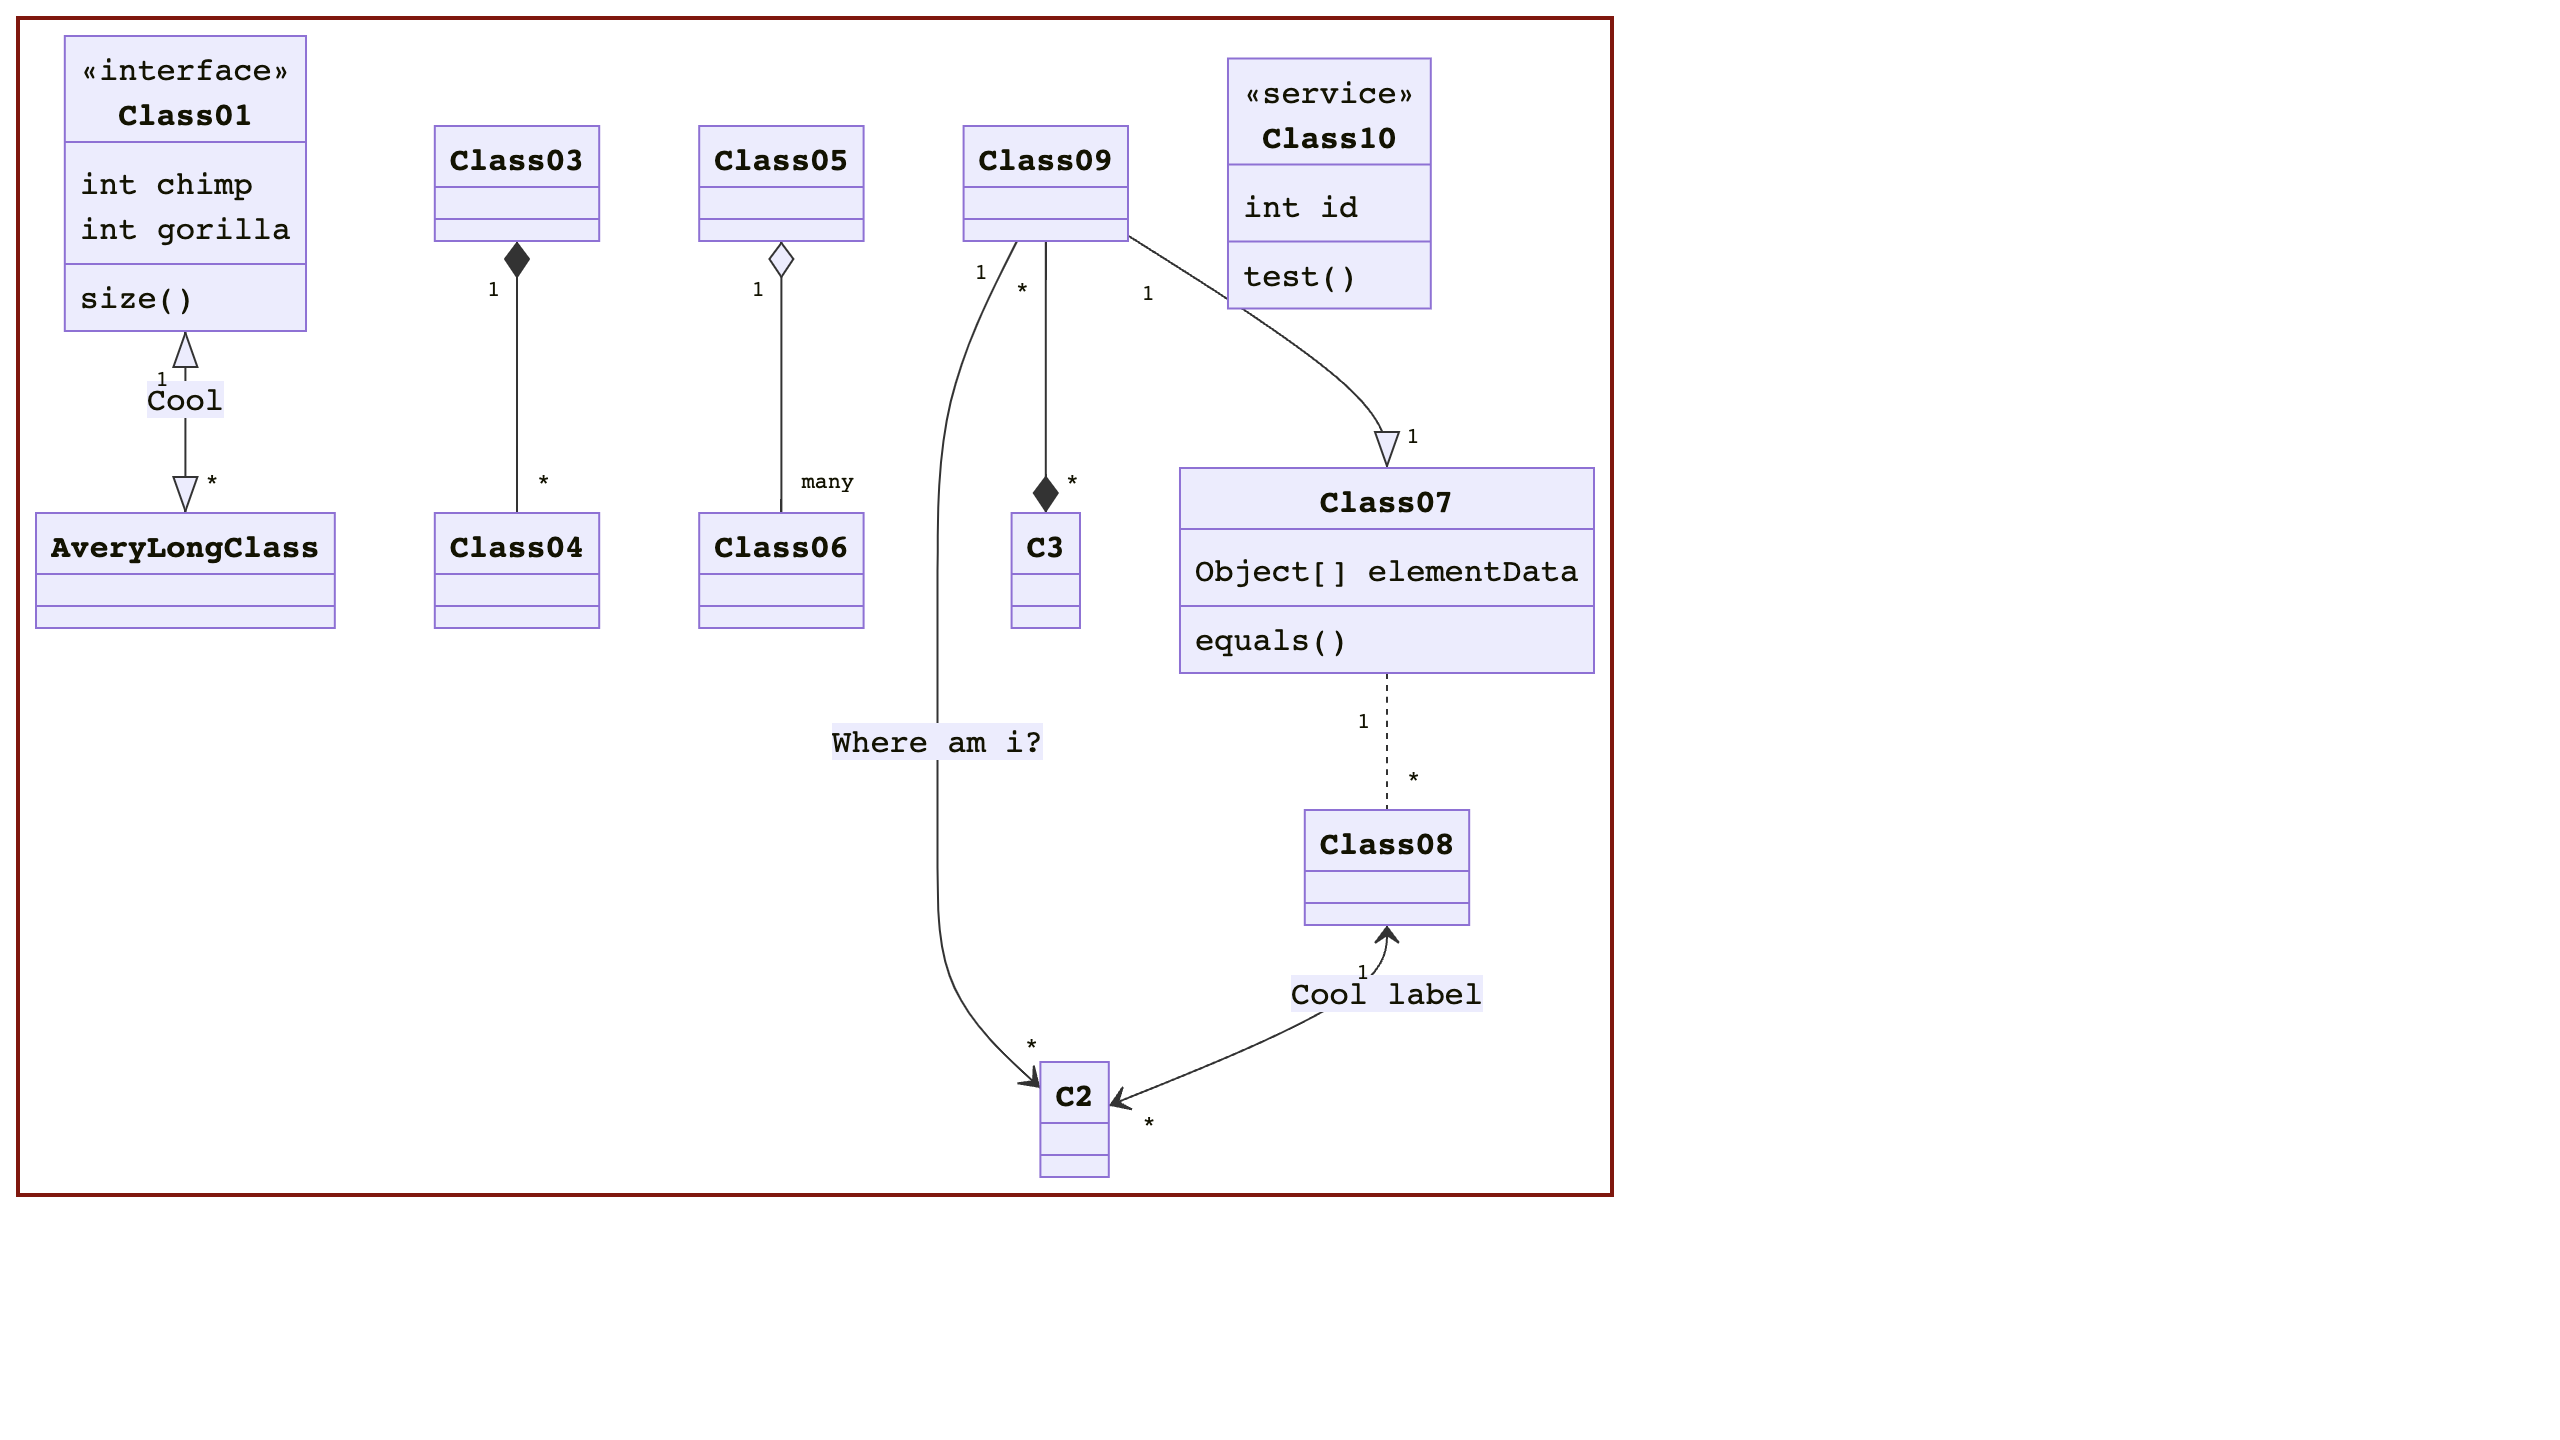 «interface»
Class01
int chimp
int gorilla
size()
Class03
Class05
Class09
«service»
Class10
int id
test()
1
1
1
*
1
1
Cool
*
*
many
*
1
AveryLongClass
Class04
Class06
C3
Class07
Object[] elementData
equals()
Where am i?
1
*
Class08
1
Cool label
*
C2
*